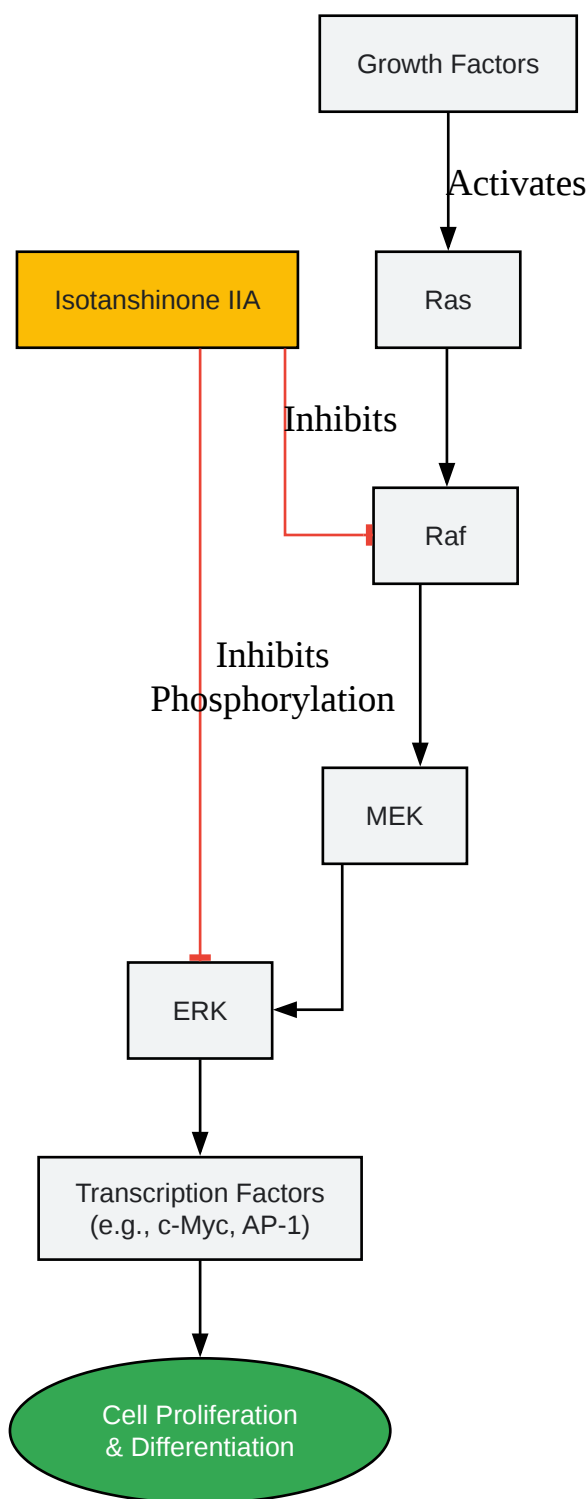 Growth Factors
Activates
Isotanshinone IIA
Ras
Inhibits
Raf
Inhibits
Phosphorylation
MEK
ERK
Transcription Factors
(e.g., c-Myc, AP-1)
Cell Proliferation
& Differentiation